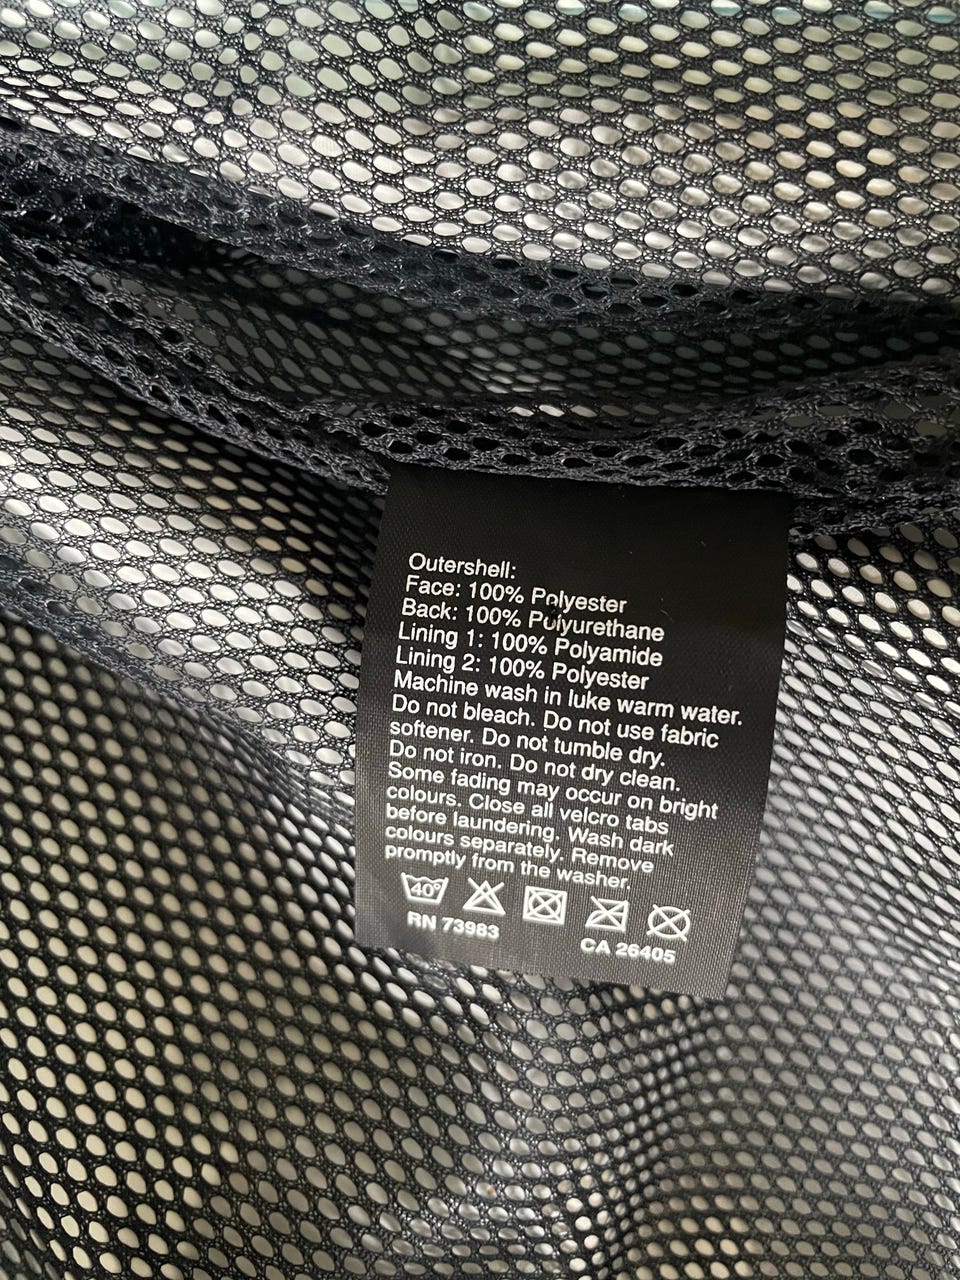 Outershell:
Face: 100% Polyester
Back: 100% Polyurethane
Lining 1: 100% Polyamide
Lining 2: 100% Polyester
Machine wash in luke warm water.
Do not bleach. Do not use fabric
softener. Do not tumble dry.
Do not iron. Do not dry clean.
Some fading may occur on bright
colours. Close all velcro tabs
before laundering. Wash dark
colours separately. Remove
promptly from the washer.
40°
RN 73983
CA 26405